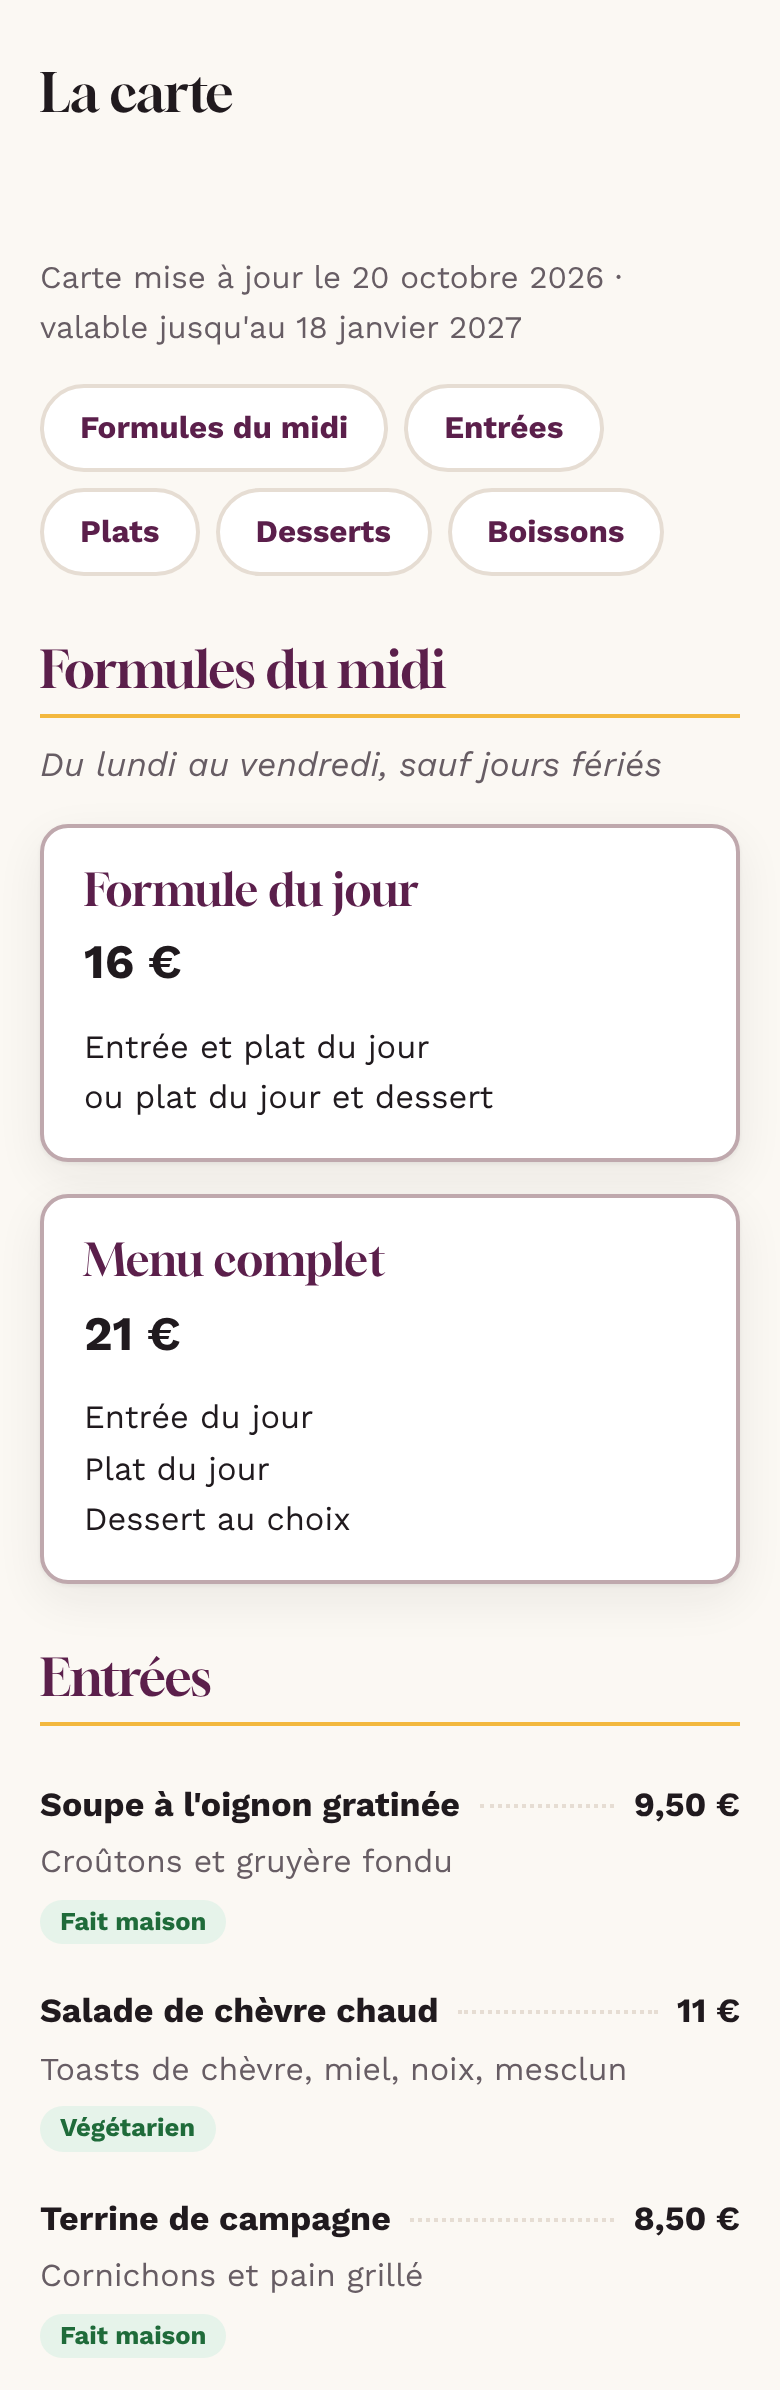 La carte
Carte mise à jour le 20 octobre 2026 ·
valable jusqu'au 18 janvier 2027
Formules du midi
Entrées
Plats
Desserts
Boissons
Formules du midi
Du lundi au vendredi, sauf jours fériés
Formule du jour
16 €
Entrée et plat du jour
ou plat du jour et dessert
Menu complet
21 €
Entrée du jour
Plat du jour
Dessert au choix
Entrées
Soupe à l'oignon gratinée 9,50 €
Croûtons et gruyère fondu
Fait maison
Salade de chèvre chaud 11 €
Toasts de chèvre, miel, noix, mesclun
Végétarien
Terrine de campagne 8,50 €
Cornichons et pain grillé
Fait maison